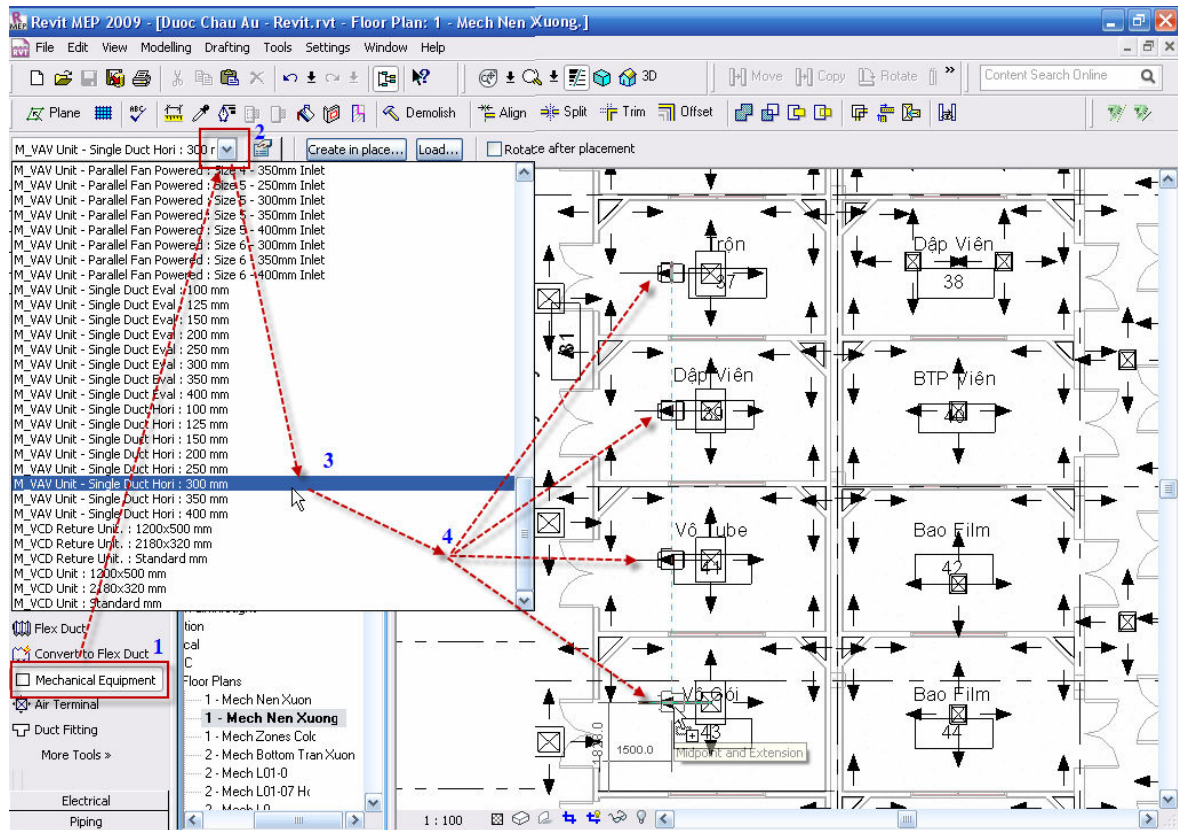 Revit MEP 2009 - [Duoc Chau Au - Revit.rvt - Floor Plan: 1 - Mech Nen Xuong.]
File Edit View Modelling Drafting Tools Settings Window Help
3D Move Copy Rotate Content Search Online
Plane Demolish Align Split Trim Offset
2
M_VAV Unit - Single Duct Hori : 300 r Create in place... Load... Rotate after placement
M_VAV Unit - Parallel Fan Powered : Size 4 - 350mm Inlet
M_VAV Unit - Parallel Fan Powered : Size 5 - 250mm Inlet
M_VAV Unit - Parallel Fan Powered : Size 5 - 300mm Inlet
M_VAV Unit - Parallel Fan Powered : Size 5 - 350mm Inlet
M_VAV Unit - Parallel Fan Powered : Size 5 - 400mm Inlet
M_VAV Unit - Parallel Fan Powered : Size 6 - 300mm Inlet
M_VAV Unit - Parallel Fan Powered : Size 6 - 350mm Inlet
M_VAV Unit - Parallel Fan Powered : Size 6 - 400mm Inlet
M_VAV Unit - Single Duct Eval : 100 mm
M_VAV Unit - Single Duct Eval : 125 mm
M_VAV Unit - Single Duct Eval : 150 mm
M_VAV Unit - Single Duct Eval : 200 mm
M_VAV Unit - Single Duct Eval : 250 mm
M_VAV Unit - Single Duct Eval : 300 mm
M_VAV Unit - Single Duct Eval : 350 mm
M_VAV Unit - Single Duct Eval : 400 mm
M_VAV Unit - Single Duct Hori : 100 mm
M_VAV Unit - Single Duct Hori : 125 mm
M_VAV Unit - Single Duct Hori : 150 mm
M_VAV Unit - Single Duct Hori : 200 mm
M_VAV Unit - Single Duct Hori : 250 mm
3
M_VAV Unit - Single Duct Hori : 300 mm
M_VAV Unit - Single Duct Hori : 350 mm
M_VAV Unit - Single Duct Hori : 400 mm
M_VCD Reture Unit. : 1200x500 mm
M_VCD Reture Unit. : 2180x320 mm
M_VCD Reture Unit. : Standard mm
M_VCD Unit : 1200x500 mm
M_VCD Unit : 2180x320 mm
M_VCD Unit : Standard mm
4
Flex Duct
Convert to Flex Duct 1
Mechanical Equipment
Air Terminal
Duct Fitting
More Tools »
Electrical
Piping
tion
cal
C
Floor Plans
1 - Mech Nen Xuon
1 - Mech Nen Xuong
1 - Mech Zones Colc
2 - Mech Bottom Tran Xuon
2 - Mech L01-0
2 - Mech L01-07 Hc
Trộn
37
Dập Viên
38
81
Dập Viên
39
BTP Viên
40
Vô Tube
41
Bao Film
42
Vô Gói
43
Bao Film
44
1828.0
1500.0
Midpoint and Extension
1 : 100